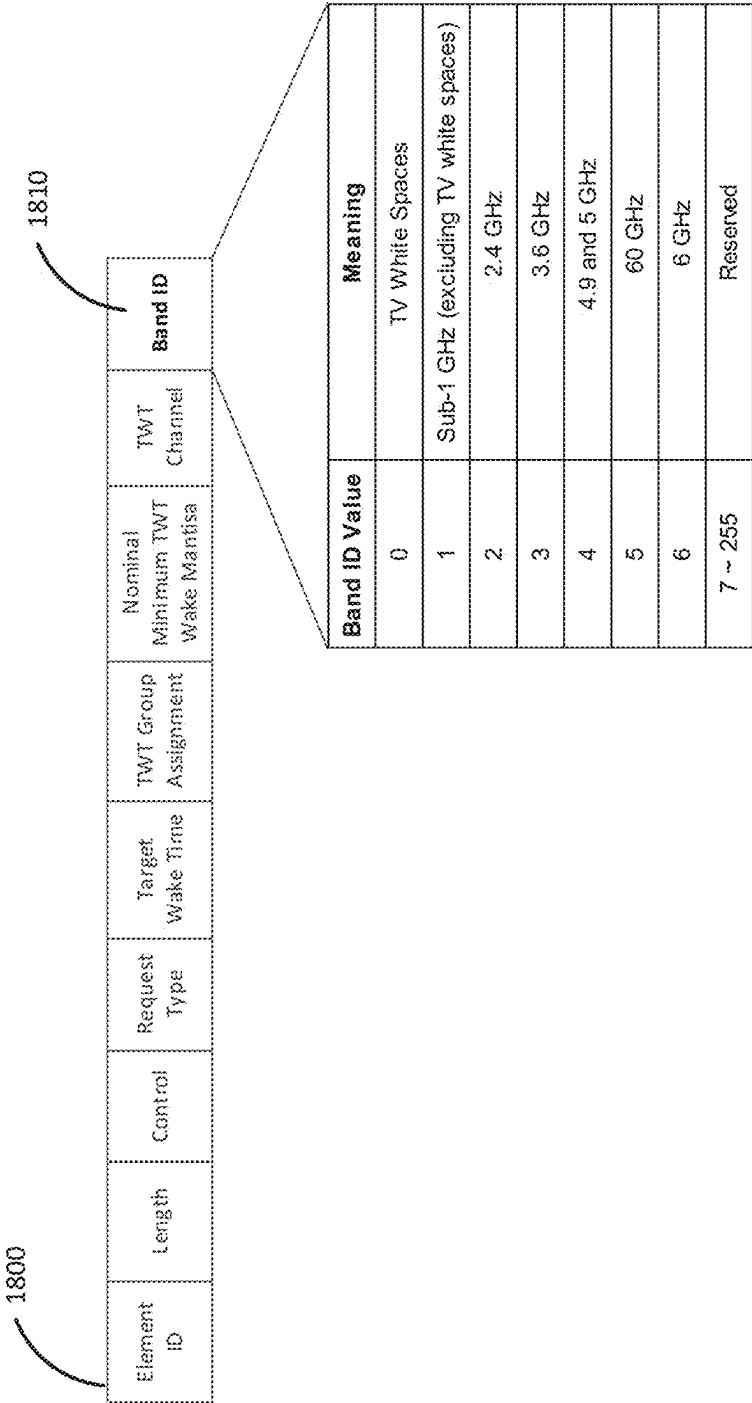 1800
Element
ID
Length
Control
Request
Type
Target
Wake Time
TWT Group
Assignment
Nominal
Minimum TWT
Wake Mantisa
TWT
Channel
Band ID
1810
Band ID Value Meaning
0 TV White Spaces
1 Sub-1 GHz (excluding TV white spaces)
2 2.4 GHz
3 3.6 GHz
4 4.9 and 5 GHz
5 60 GHz
6 6 GHz
7 ~ 255 Reserved